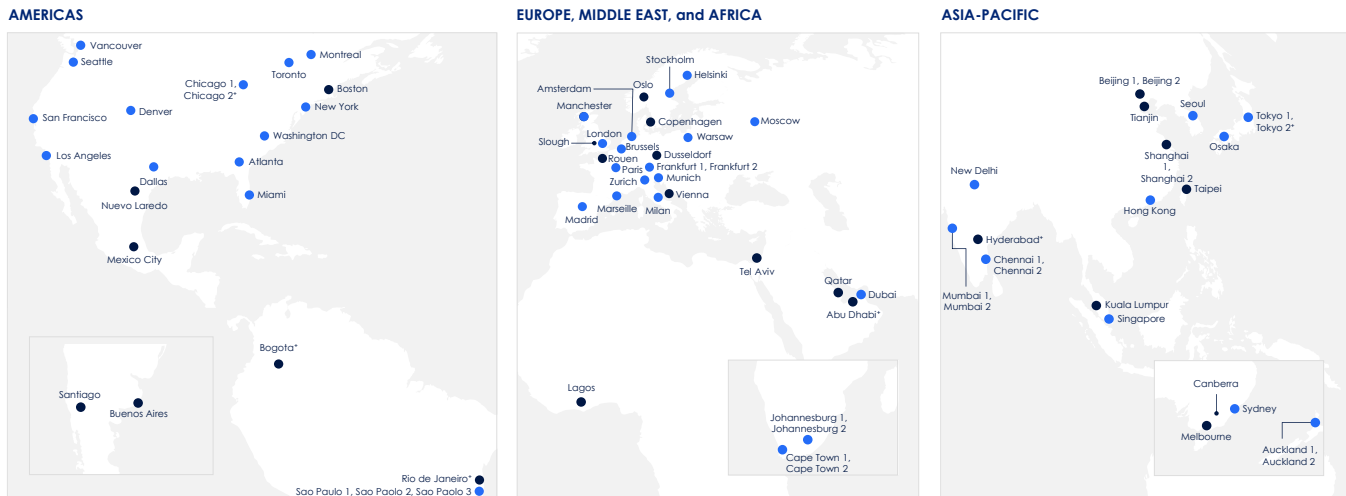 AMERICAS
Vancouver
Seattle
Montreal
Toronto
Chicago 1,
Chicago 2*
Boston
New York
Denver
San Francisco
Washington DC
Los Angeles
Atlanta
Dallas
Miami
Nuevo Laredo
Mexico City
Bogota*
Santiago
Buenos Aires
Rio de Janeiro*
Sao Paulo 1, Sao Paolo 2, Sao Paolo 3
EUROPE, MIDDLE EAST, and AFRICA
Stockholm
Helsinki
Oslo
Amsterdam
Manchester
Copenhagen
Moscow
London
Warsaw
Slough
Brussels
Rouen
Dusseldorf
Paris
Frankfurt 1, Frankfurt 2
Zurich
Munich
Vienna
Marseille
Milan
Madrid
Tel Aviv
Qatar
Dubai
Abu Dhabi*
Lagos
Johannesburg 1,
Johannesburg 2
Cape Town 1,
Cape Town 2
ASIA-PACIFIC
Beijing 1, Beijing 2
Tianjin
Seoul
Tokyo 1,
Tokyo 2*
Osaka
Shanghai
1,
Shanghai 2
New Delhi
Taipei
Hong Kong
Hyderabad*
Chennai 1,
Chennai 2
Mumbai 1,
Mumbai 2
Kuala Lumpur
Singapore
Canberra
Sydney
Melbourne
Auckland 1,
Auckland 2